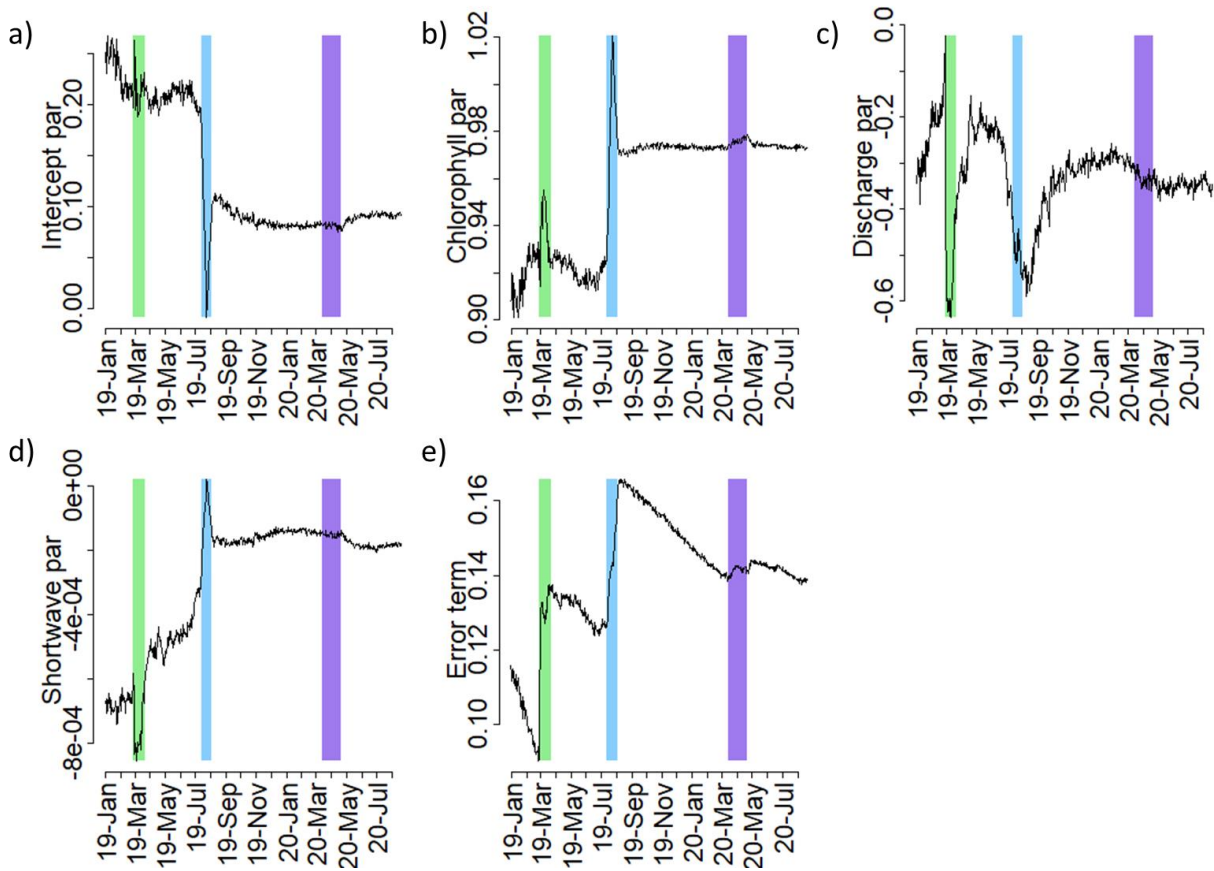 a)
Intercept par
0.00 0.10 0.20
19-Jan 19-Mar 19-May 19-Jul 19-Sep 19-Nov 20-Jan 20-Mar 20-May 20-Jul
b)
Chlorophyll par
0.90 0.94 0.98 1.02
19-Jan 19-Mar 19-May 19-Jul 19-Sep 19-Nov 20-Jan 20-Mar 20-May 20-Jul
c)
Discharge par
-0.6 -0.4 -0.2 0.0
19-Jan 19-Mar 19-May 19-Jul 19-Sep 19-Nov 20-Jan 20-Mar 20-May 20-Jul
d)
Shortwave par
-8e-04 -4e-04 0e+00
19-Jan 19-Mar 19-May 19-Jul 19-Sep 19-Nov 20-Jan 20-Mar 20-May 20-Jul
e)
Error term
0.10 0.12 0.14 0.16
19-Jan 19-Mar 19-May 19-Jul 19-Sep 19-Nov 20-Jan 20-Mar 20-May 20-Jul